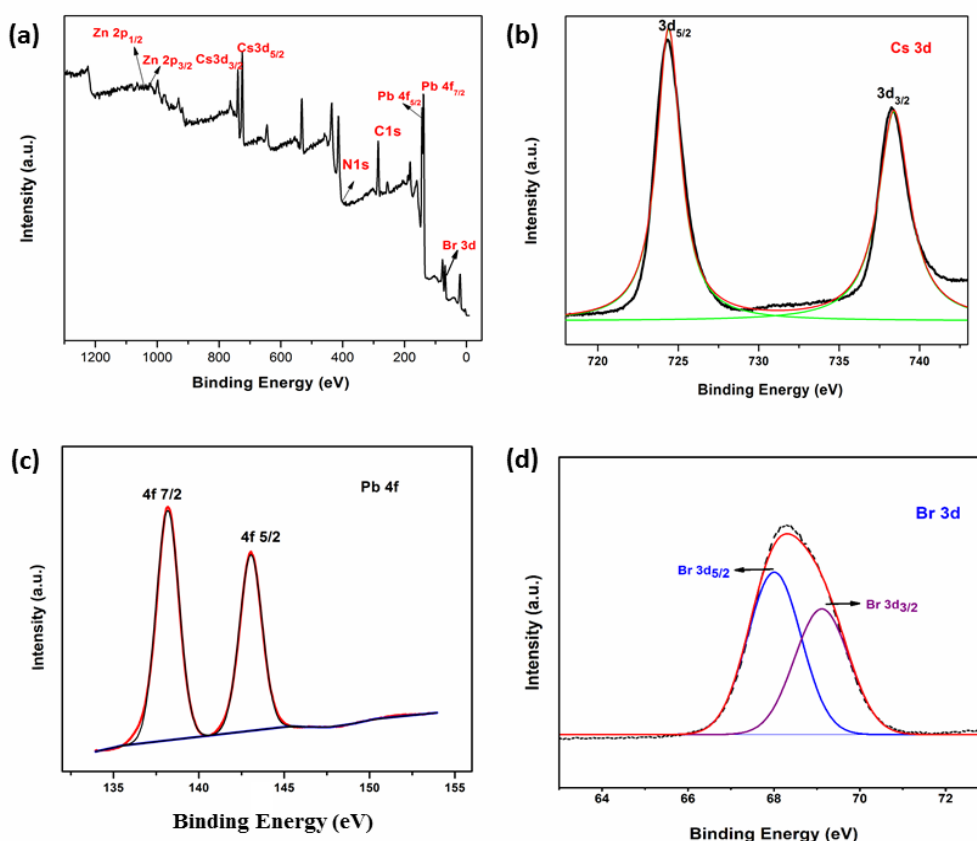 (a)
Zn 2p1/2
Zn 2p3/2
Cs3d3/2
Cs3d5/2
Pb 4f7/2
Pb 4f5/2
C1s
N1s
Br 3d
Intensity (a.u.)
1200 1000 800 600 400 200 0
Binding Energy (eV)
(b)
3d5/2
Cs 3d
3d3/2
Intensity (a.u.)
720 725 730 735 740
Binding Energy (eV)
(c)
Pb 4f
4f 7/2
4f 5/2
Intensity (a.u.)
135 140 145 150 155
Binding Energy (eV)
(d)
Br 3d
Br 3d5/2
Br 3d3/2
Intensity (a.u.)
64 66 68 70 72
Binding Energy (eV)